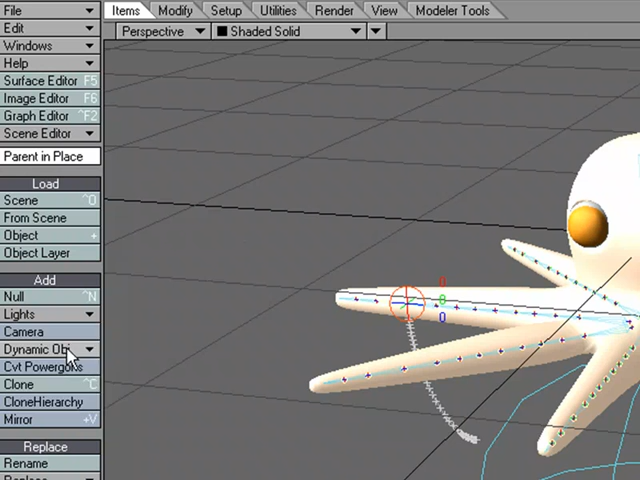 File
Items Modify Setup Utilities Render View Modeler Tools
Edit
Perspective Shaded Solid
Windows
Help
Surface Editor F5
Image Editor F6
Graph Editor ^F2
Scene Editor
Parent in Place
Load
Scene ^O
From Scene
Object +
Object Layer
Add
Null ^N
Lights
Camera
Dynamic Obj
Cvt Powergons
Clone ^C
CloneHierarchy
Mirror +V
Replace
Rename
0
0
0